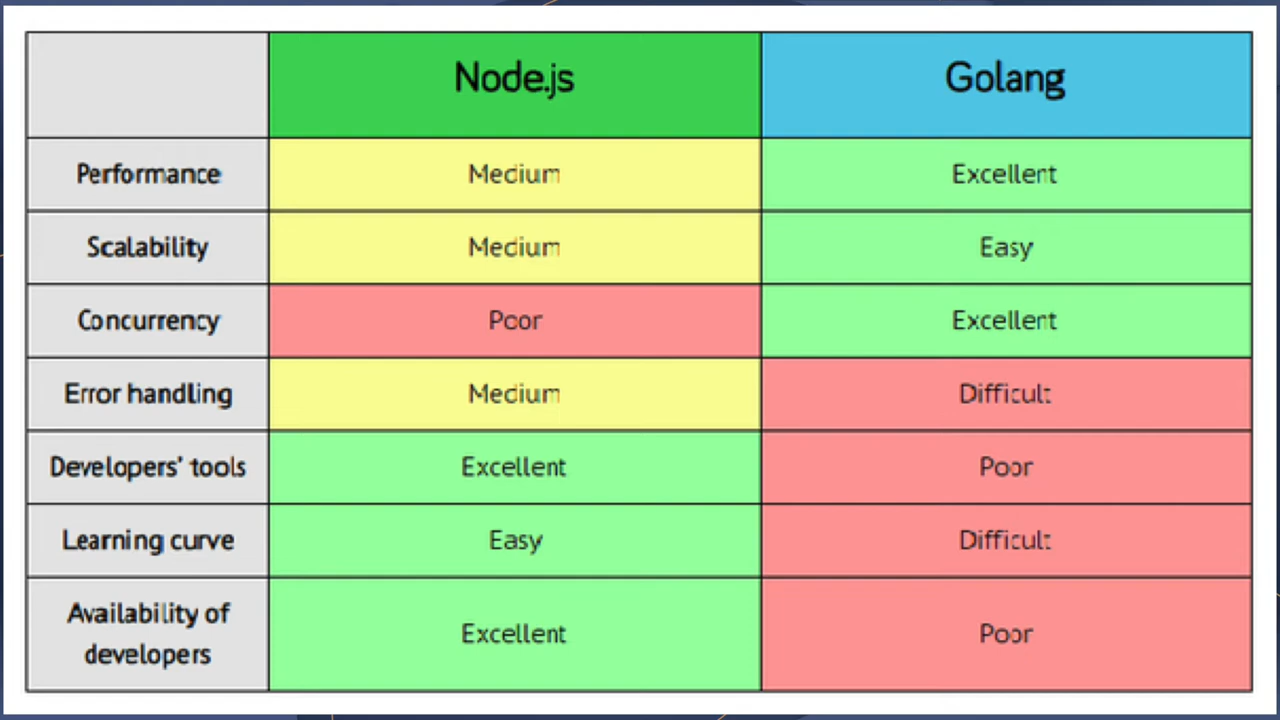 Node.js Golang
Performance Medium Excellent
Scalability Medium Easy
Concurrency Poor Excellent
Error handling Medium Difficult
Developers' tools Excellent Poor
Learning curve Easy Difficult
Availability of
developers Excellent Poor